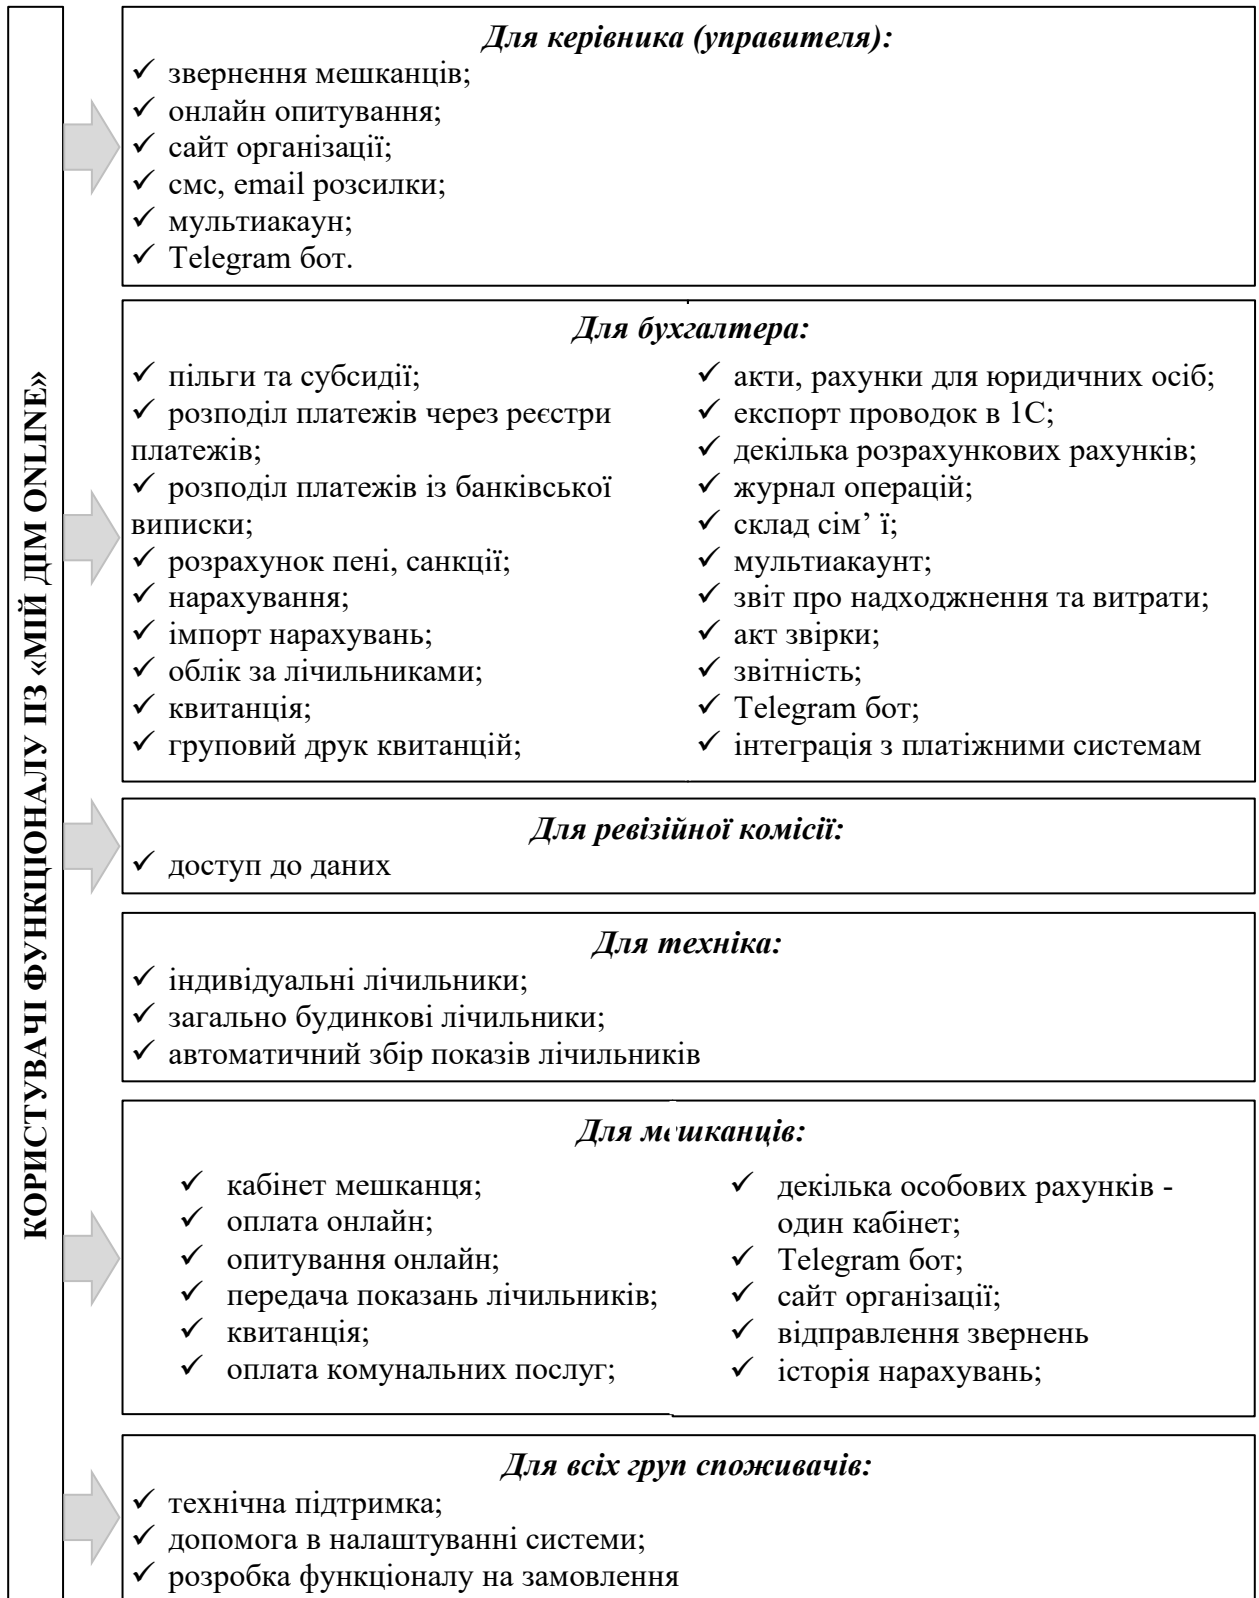 КОРИСТУВАЧІ ФУНКЦІОНАЛУ ПЗ «МІЙ ДІМ ONLINE»
Для керівника (управителя):
✓ звернення мешканців;
✓ онлайн опитування;
✓ сайт організації;
✓ смс, email розсилки;
✓ мультиакаун;
✓ Telegram бот.
Для бухгалтера:
✓ пільги та субсидії;
✓ розподіл платежів через реєстри
платежів;
✓ розподіл платежів із банківської
виписки;
✓ розрахунок пені, санкції;
✓ нарахування;
✓ імпорт нарахувань;
✓ облік за лічильниками;
✓ квитанція;
✓ груповий друк квитанцій;
✓ акти, рахунки для юридичних осіб;
✓ експорт проводок в 1С;
✓ декілька розрахункових рахунків;
✓ журнал операцій;
✓ склад сім’ ї;
✓ мультиакаунт;
✓ звіт про надходжнення та витрати;
✓ акт звірки;
✓ звітність;
✓ Telegram бот;
✓ інтеграція з платіжними системам
Для ревізійної комісії:
✓ доступ до даних
Для техніка:
✓ індивідуальні лічильники;
✓ загально будинкові лічильники;
✓ автоматичний збір показів лічильників
Для мешканців:
✓ кабінет мешканця;
✓ оплата онлайн;
✓ опитування онлайн;
✓ передача показань лічильників;
✓ квитанція;
✓ оплата комунальних послуг;
✓ декілька особових рахунків -
один кабінет;
✓ Telegram бот;
✓ сайт організації;
✓ відправлення звернень
✓ історія нарахувань;
Для всіх груп споживачів:
✓ технічна підтримка;
✓ допомога в налаштуванні системи;
✓ розробка функціоналу на замовлення